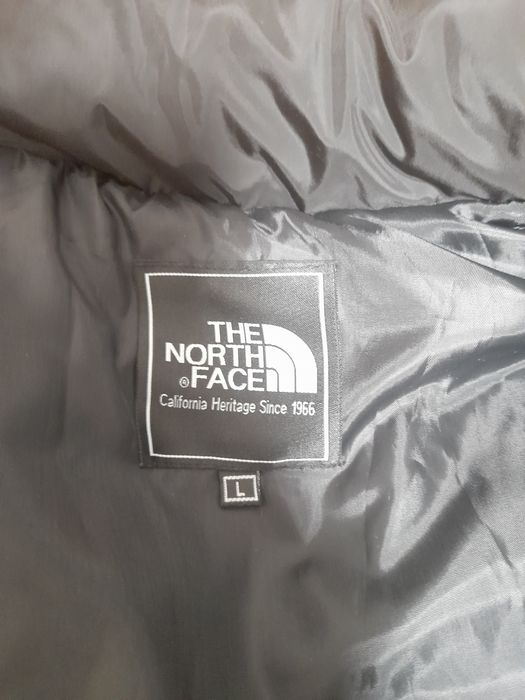 THE
NORTH
® FACE
California Heritage Since 1966
L